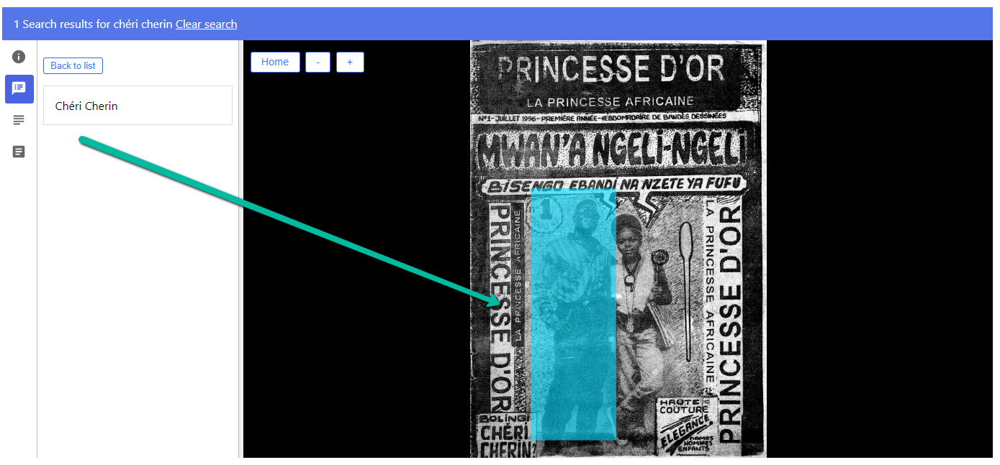 1 Search results for chéri cherin Clear search
Back to list
Chéri Cherin
Home
-
+
PRINCESSE D'OR
LA PRINCESSE AFRICAINE
N°1-JUILLET 1996-PREMIÈRE ANNÉE-HEBDOMADAIRE DE BANDES DESSINÉES
MWAN'A NGELI-NGELI
BISENGO EBANDI NA NZETE YA FUFU
1
PRINCESSE D'OR
LA PRINCESSE AFRICAINE
LA PRINCESSE AFRICAINE
PRINCESSE D'OR
BOLINGI
CHÉRI
CHERIN?
HAUTE
COUTURE
ELEGANCE
DAMES
HOMMES
ENFANTS